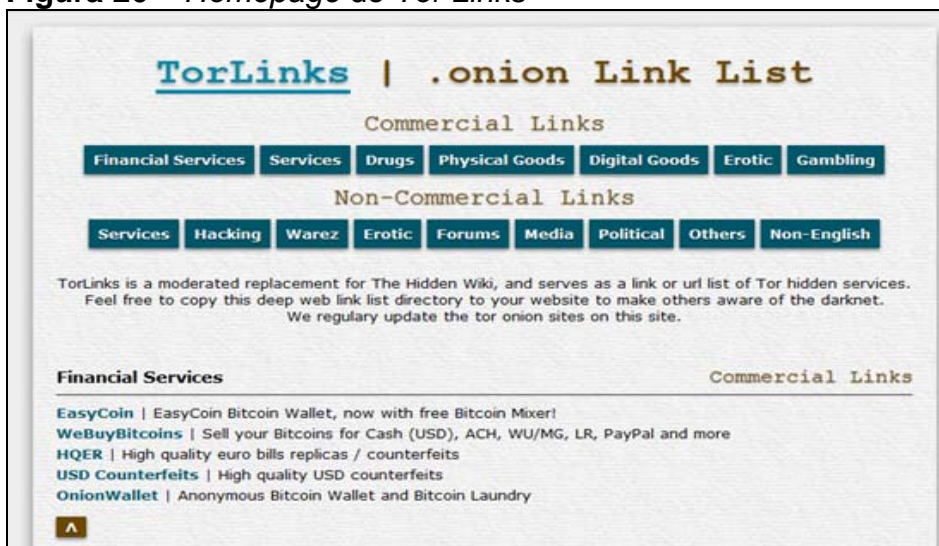 TorLinks | .onion Link List
Commercial Links
Financial Services Services Drugs Physical Goods Digital Goods Erotic Gambling
Non-Commercial Links
Services Hacking Warez Erotic Forums Media Political Others Non-English
TorLinks is a moderated replacement for The Hidden Wiki, and serves as a link or url list of Tor hidden services.
Feel free to copy this deep web link list directory to your website to make others aware of the darknet.
We regulary update the tor onion sites on this site.
Financial Services Commercial Links
EasyCoin | EasyCoin Bitcoin Wallet, now with free Bitcoin Mixer!
WeBuyBitcoins | Sell your Bitcoins for Cash (USD), ACH, WU/MG, LR, PayPal and more
HQER | High quality euro bills replicas / counterfeits
USD Counterfeits | High quality USD counterfeits
OnionWallet | Anonymous Bitcoin Wallet and Bitcoin Laundry